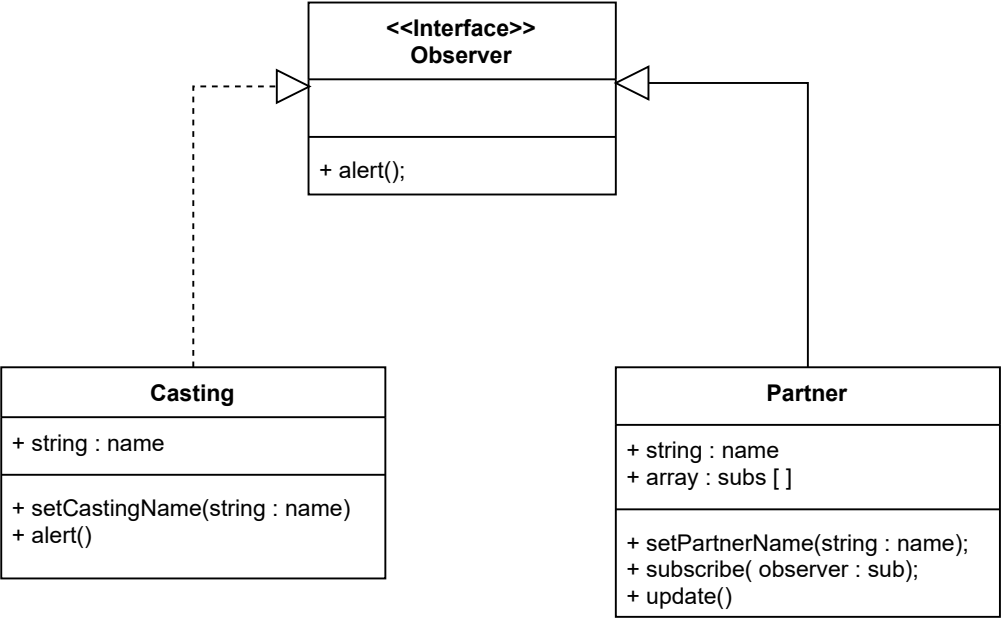 <<Interface>>
Observer
+ alert();
Casting
+ string : name
+ setCastingName(string : name)
+ alert()
Partner
+ string : name
+ array : subs [ ]
+ setPartnerName(string : name);
+ subscribe( observer : sub);
+ update()